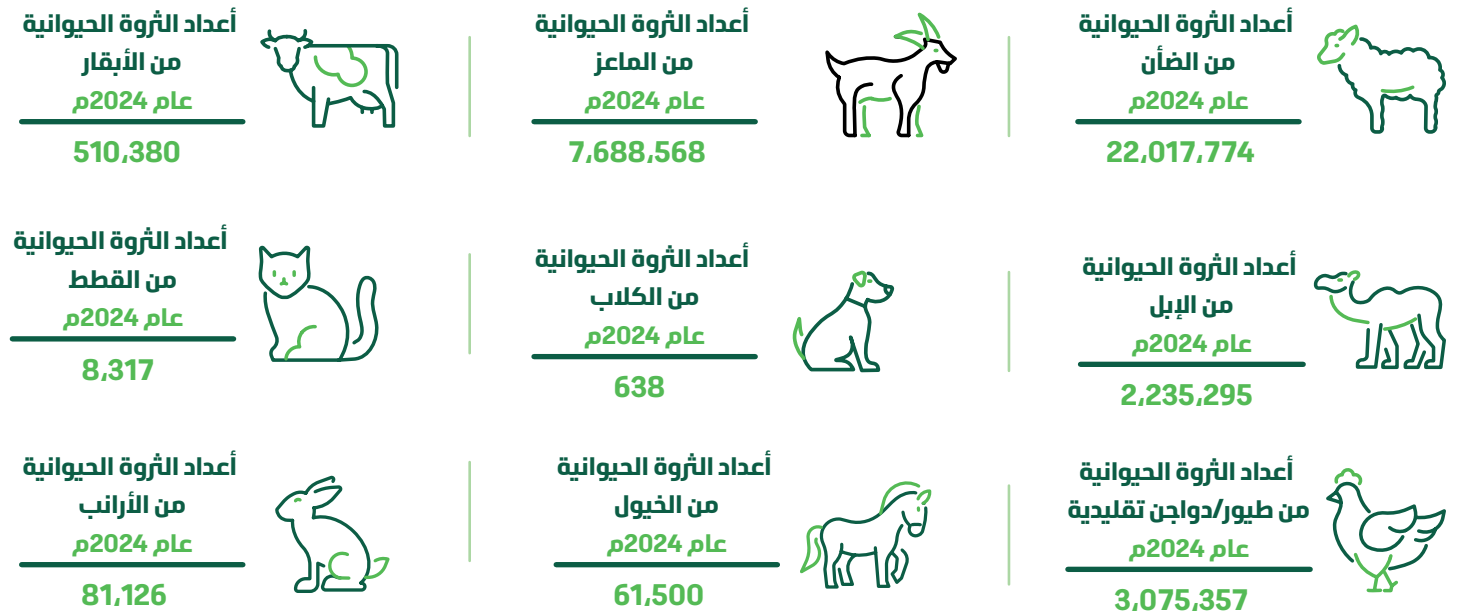 أعداد الثروة الحيوانية
من الضأن
عام 2024م
22,017,774
أعداد الثروة الحيوانية
من الماعز
عام 2024م
7,688,568
أعداد الثروة الحيوانية
من الأبقار
عام 2024م
510,380
أعداد الثروة الحيوانية
من الإبل
عام 2024م
2,235,295
أعداد الثروة الحيوانية
من الكلاب
عام 2024م
638
أعداد الثروة الحيوانية
من القطط
عام 2024م
8,317
أعداد الثروة الحيوانية
من طيور/دواجن تقليدية
عام 2024م
3,075,357
أعداد الثروة الحيوانية
من الخيول
عام 2024م
61,500
أعداد الثروة الحيوانية
من الأرانب
عام 2024م
81,126